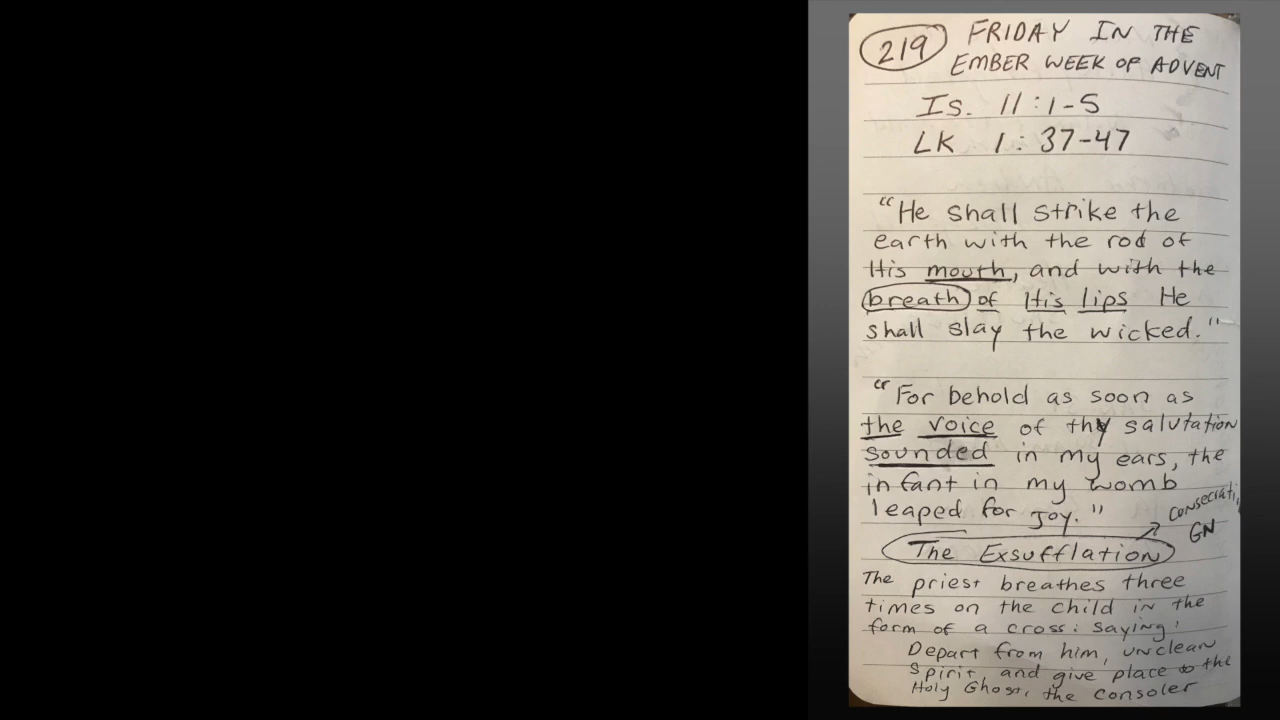 219 FRIDAY IN THE
EMBER WEEK OF ADVENT
Is. 11:1-5
LK 1: 37-47
"He shall strike the
earth with the rod of
His mouth, and with the
breath of His lips He
shall slay the wicked."
"For behold as soon as
the voice of thy salutation
sounded in my ears, the
infant in my womb
leaped for joy."
GN
The Exsufflation
The priest breathes three
times on the child in the
form of a cross: saying:
Depart from him, unclean
Spirit, and give place to the
Holy Ghost, the Consoler